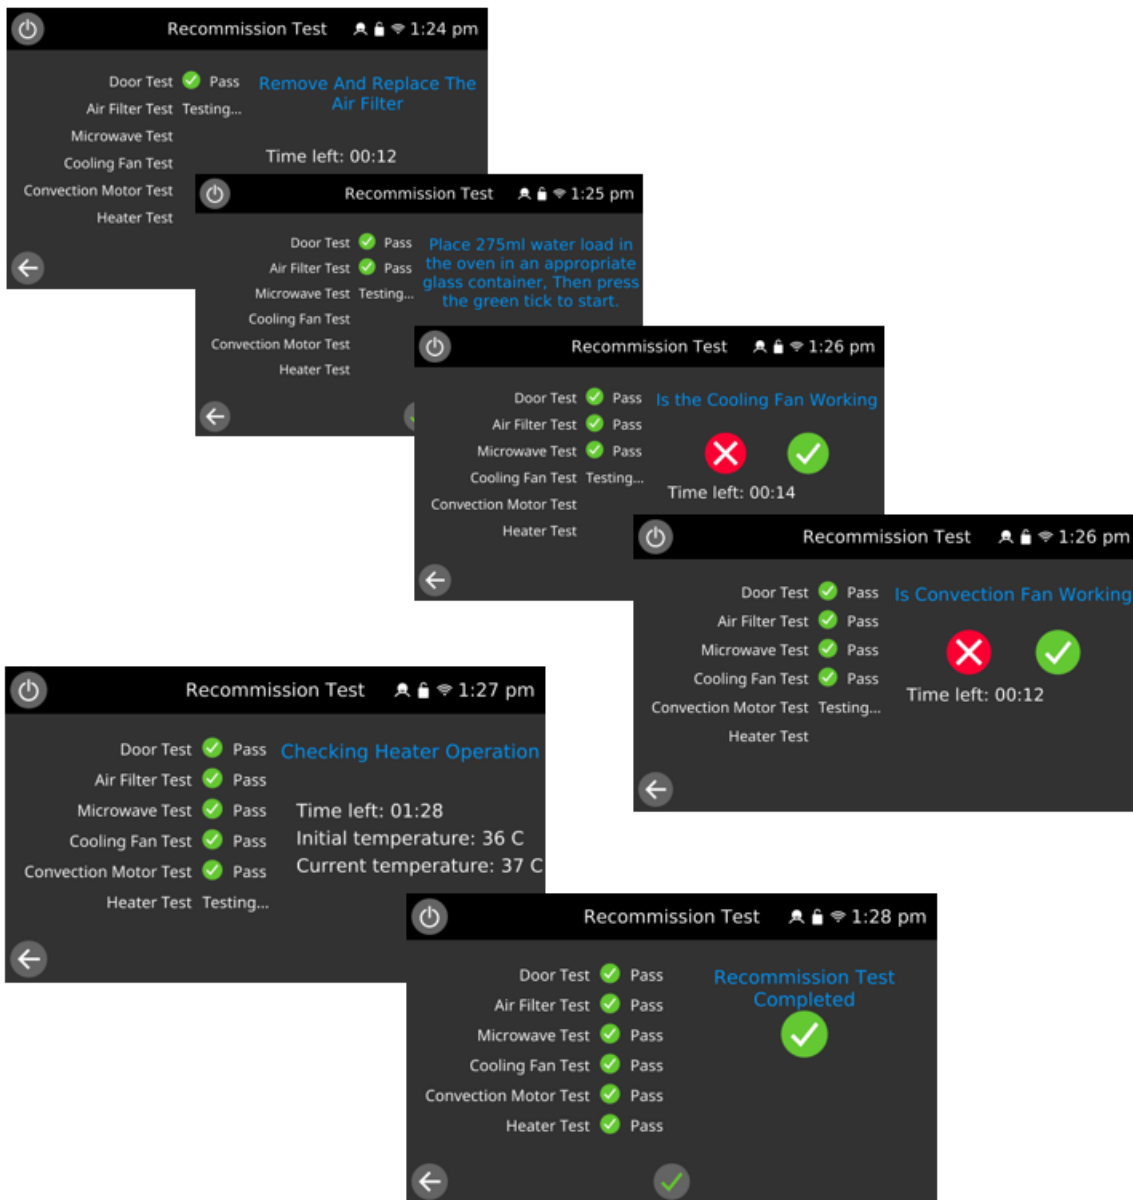 Recommission Test 1:24 pm
Door Test Pass
Air Filter Test Testing...
Microwave Test
Cooling Fan Test
Convection Motor Test
Heater Test
Remove And Replace The
Air Filter
Time left: 00:12
Recommission Test 1:25 pm
Door Test Pass
Air Filter Test Pass
Microwave Test Testing...
Cooling Fan Test
Convection Motor Test
Heater Test
Place 275ml water load in
the oven in an appropriate
glass container, Then press
the green tick to start.
Recommission Test 1:26 pm
Door Test Pass
Air Filter Test Pass
Microwave Test Pass
Cooling Fan Test Testing...
Convection Motor Test
Heater Test
Is the Cooling Fan Working
Time left: 00:14
Recommission Test 1:26 pm
Door Test Pass
Air Filter Test Pass
Microwave Test Pass
Cooling Fan Test Pass
Convection Motor Test Testing...
Heater Test
Is Convection Fan Working
Time left: 00:12
Recommission Test 1:27 pm
Door Test Pass
Air Filter Test Pass
Microwave Test Pass
Cooling Fan Test Pass
Convection Motor Test Pass
Heater Test Testing...
Checking Heater Operation
Time left: 01:28
Initial temperature: 36 C
Current temperature: 37 C
Recommission Test 1:28 pm
Door Test Pass
Air Filter Test Pass
Microwave Test Pass
Cooling Fan Test Pass
Convection Motor Test Pass
Heater Test Pass
Recommission Test
Completed